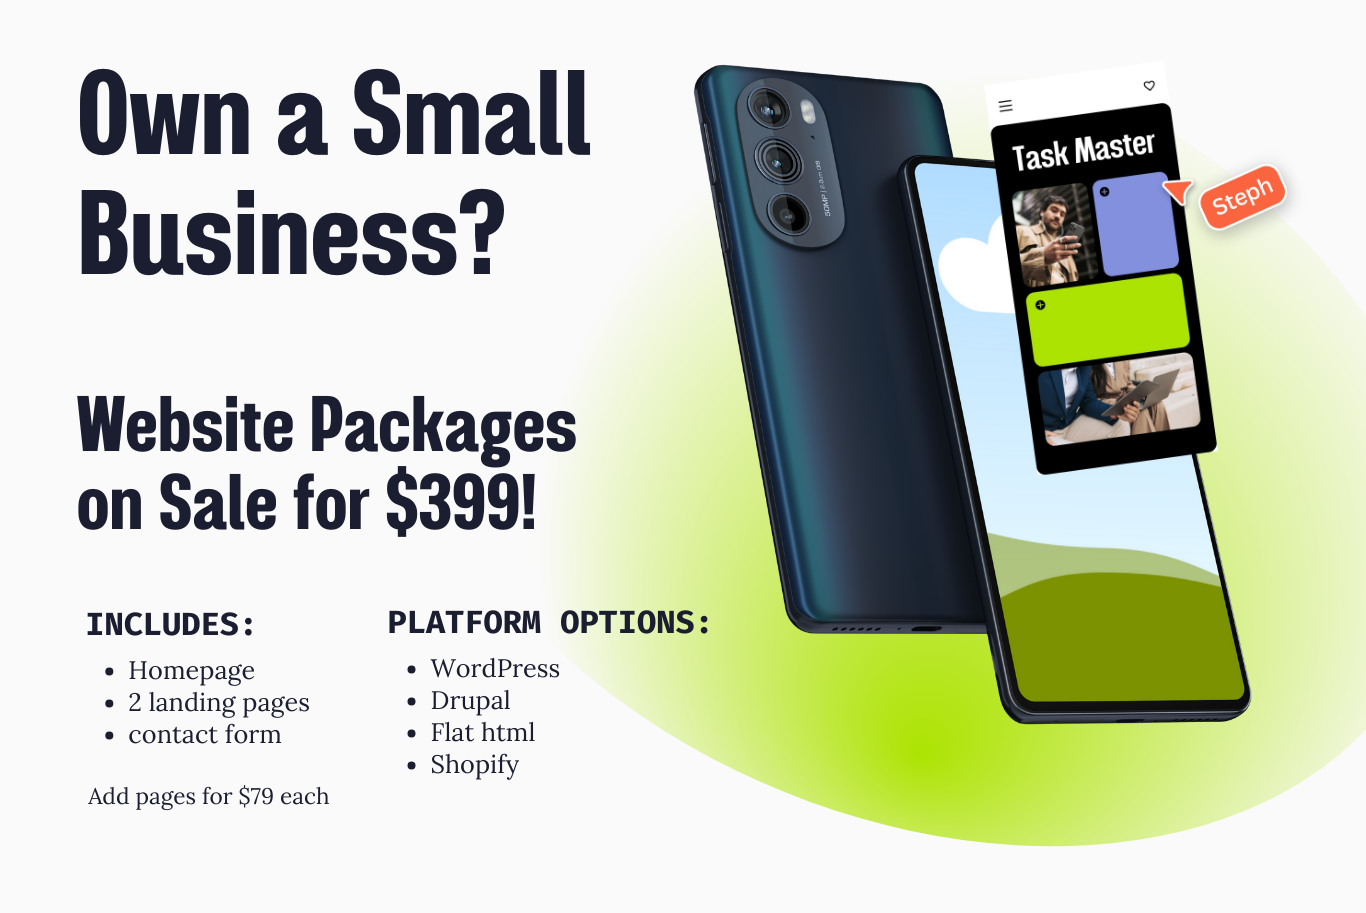 Own a Small
Business?
Website Packages
on Sale for $399!
INCLUDES:
Homepage
2 landing pages
contact form
Add pages for $79 each
PLATFORM OPTIONS:
WordPress
Drupal
Flat html
Shopify
Task Master
Steph